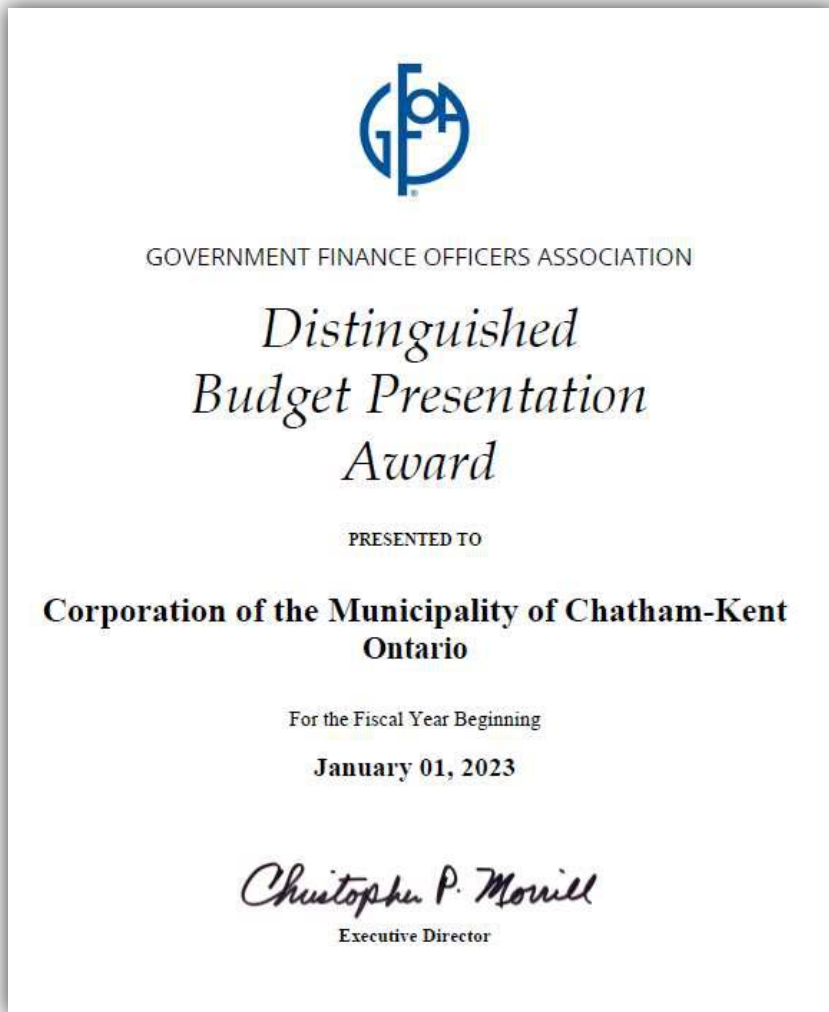 GFOA
®
GOVERNMENT FINANCE OFFICERS ASSOCIATION
Distinguished
Budget Presentation
Award
PRESENTED TO
Corporation of the Municipality of Chatham-Kent
Ontario
For the Fiscal Year Beginning
January 01, 2023
Christopher P. Morrill
Executive Director